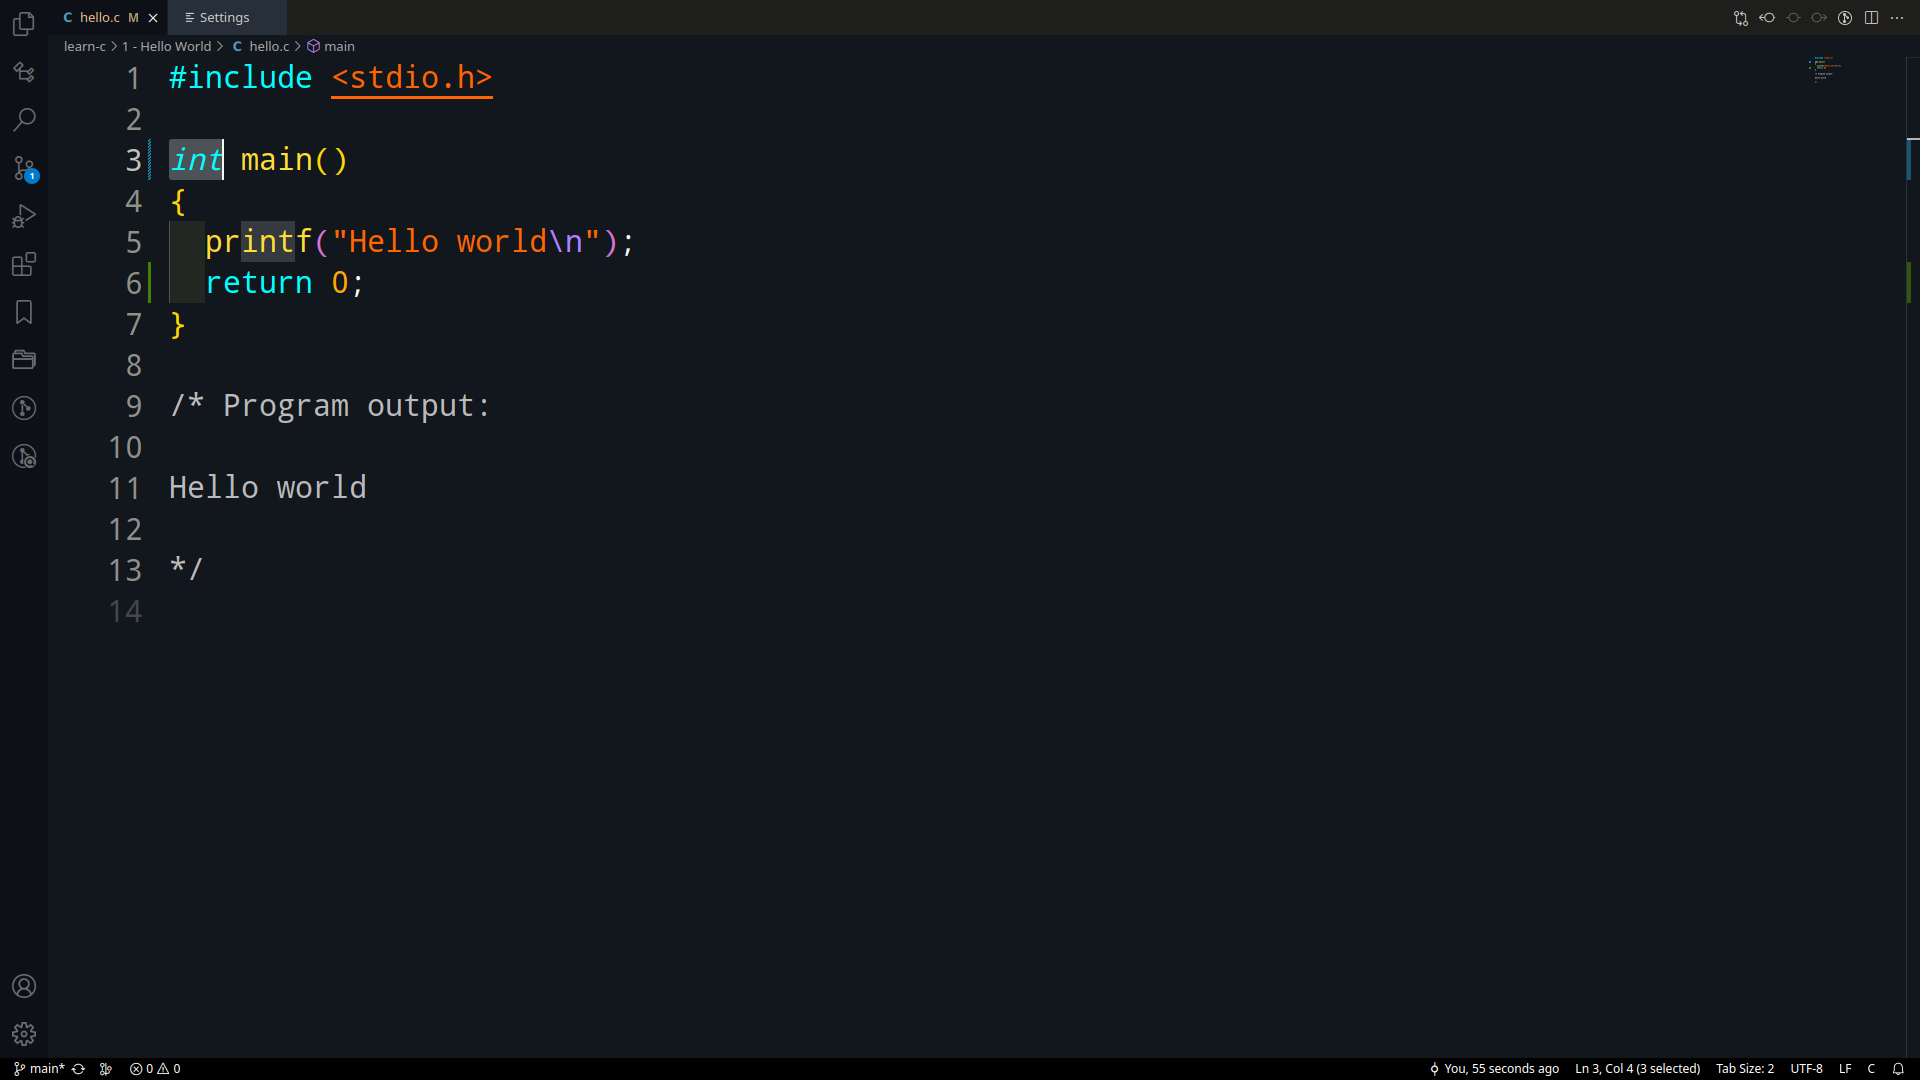 C hello.c M Settings
learn-c > 1 - Hello World > C hello.c > main
1 #include <stdio.h>
2
3 int main()
4 {
5   printf("Hello world\n");
6   return 0;
7 }
8
9 /* Program output:
10
11 Hello world
12
13 */
14
1
main* 0 0 You, 55 seconds ago Ln 3, Col 4 (3 selected) Tab Size: 2 UTF-8 LF C